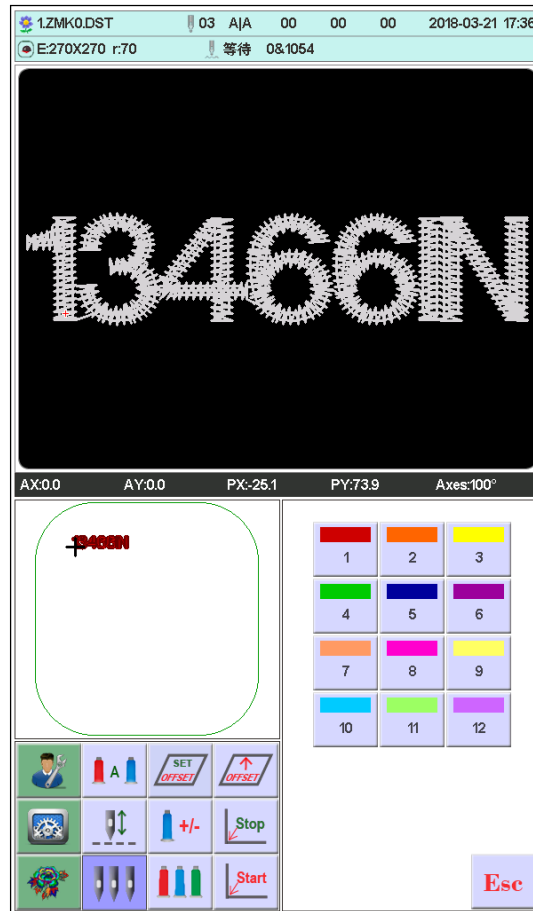 1.ZMK0.DST 03 A|A 00 00 00 2018-03-21 17:36
E:270X270 r:70 等待 0&1054
13466IN
AX:0.0 AY:0.0 PX:-25.1 PY:73.9 Axes:100°
13466IN
1 2 3
4 5 6
7 8 9
10 11 12
A SET OFFSET OFFSET
+/- Stop
Start
Esc